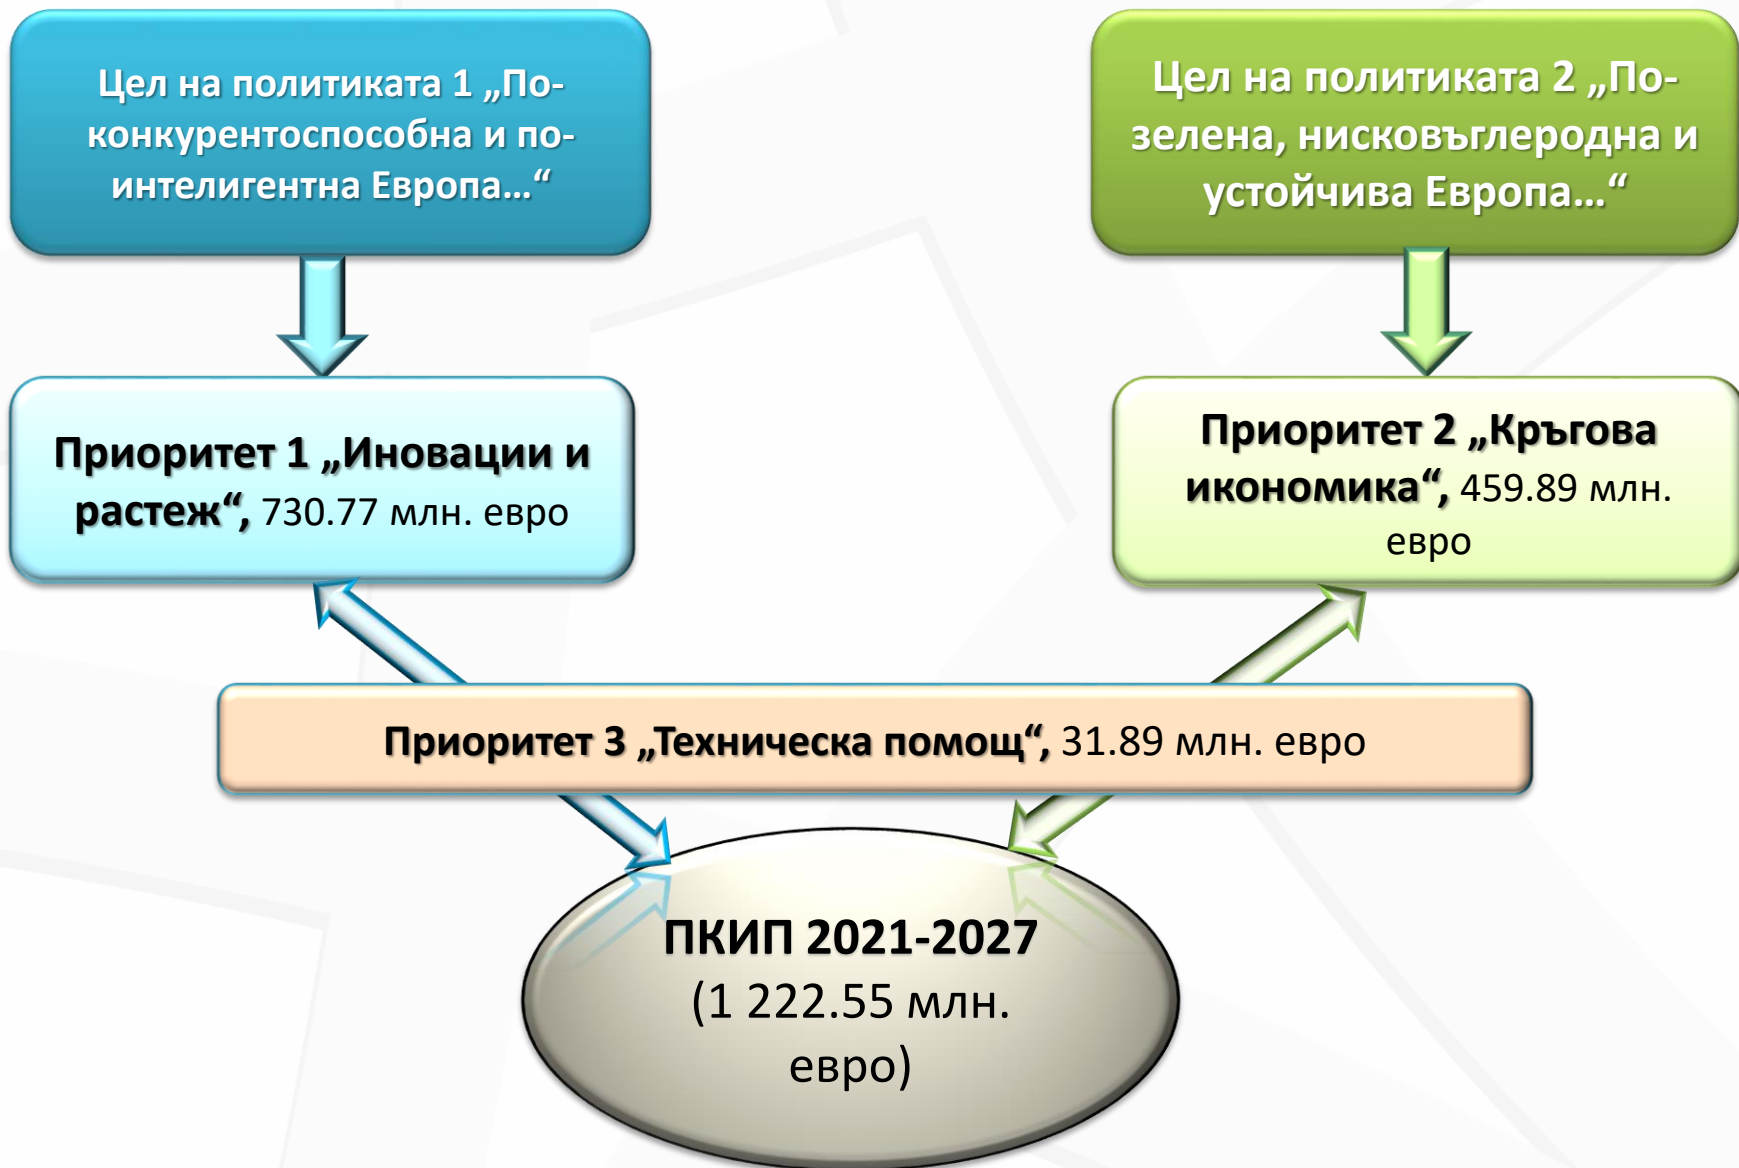 Цел на политиката 1 „По-
конкурентоспособна и по-
интелигентна Европа...“
Цел на политиката 2 „По-
зелена, нисковъглеродна и
устойчива Европа...“
Приоритет 1 „Иновации и
растеж“, 730.77 млн. евро
Приоритет 2 „Кръгова
икономика“, 459.89 млн.
евро
Приоритет 3 „Техническа помощ“, 31.89 млн. евро
ПКИП 2021-2027
(1 222.55 млн.
евро)